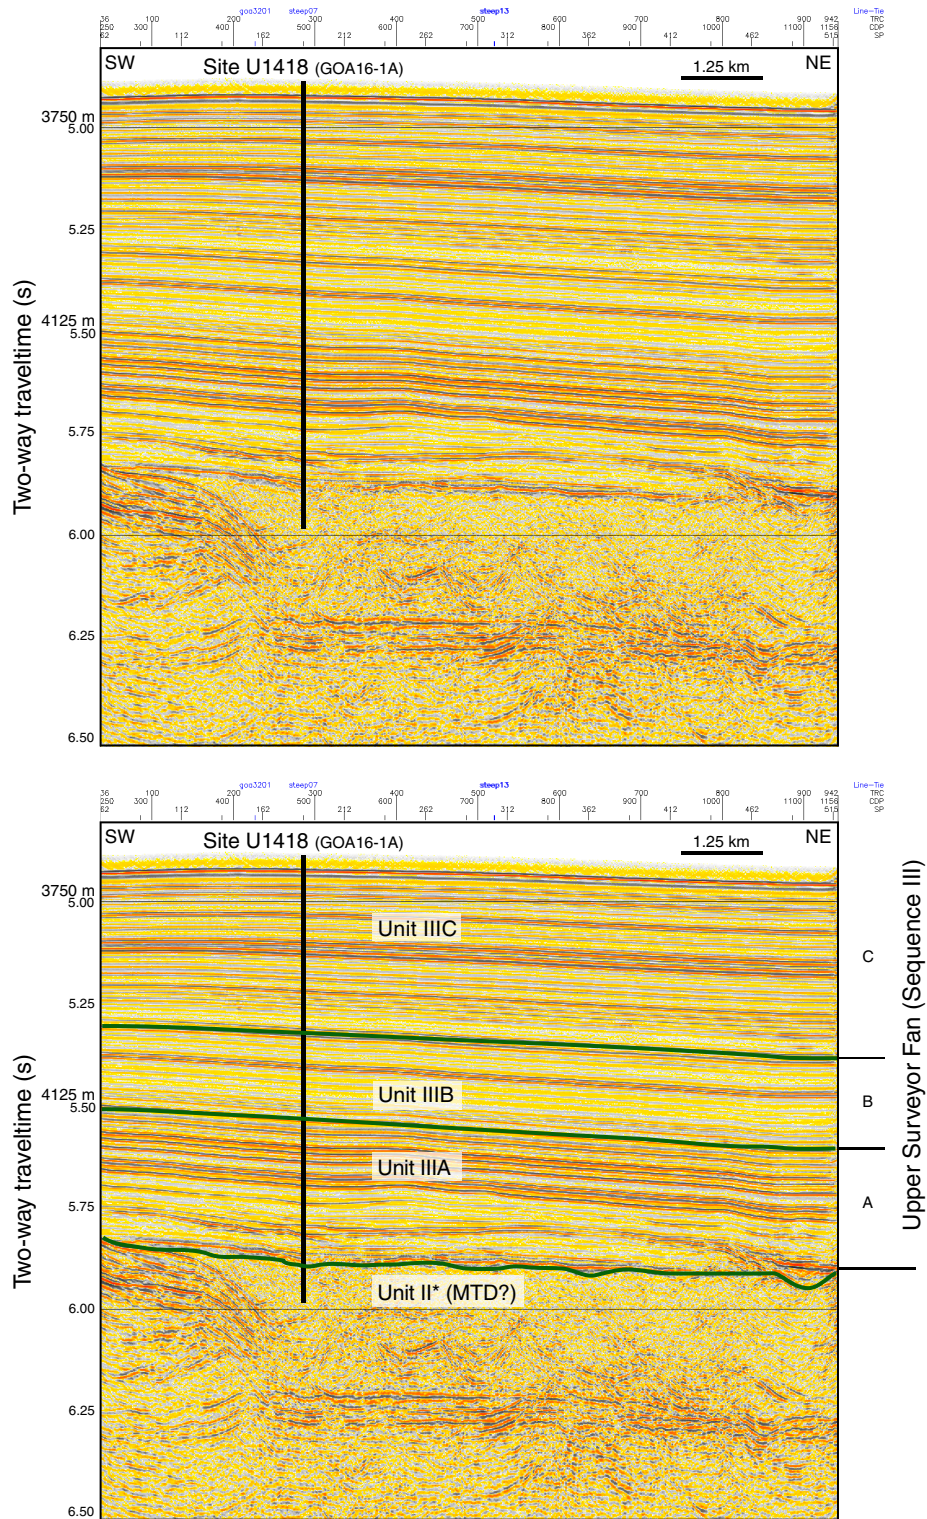 goa3201 steep07 steep13 Line-Tie
36 100 200 300 400 500 600 700 800 900 942 TRC
250 300 400 500 600 700 800 900 1000 1100 1156 CDP
62 112 162 212 262 312 362 412 462 515 SP
SW Site U1418 (GOA16-1A) 1.25 km NE
3750 m
5.00
5.25
4125 m
5.50
5.75
6.00
6.25
6.50
Two-way traveltime (s)
goa3201 steep07 steep13 Line-Tie
36 100 200 300 400 500 600 700 800 900 942 TRC
250 300 400 500 600 700 800 900 1000 1100 1156 CDP
62 112 162 212 262 312 362 412 462 515 SP
SW Site U1418 (GOA16-1A) 1.25 km NE
3750 m
5.00
Unit IIIC
C
5.25
4125 m
Unit IIIB
B
5.50
Unit IIIA
A
5.75
Unit II* (MTD?)
6.00
6.25
6.50
Two-way traveltime (s)
Upper Surveyor Fan (Sequence III)